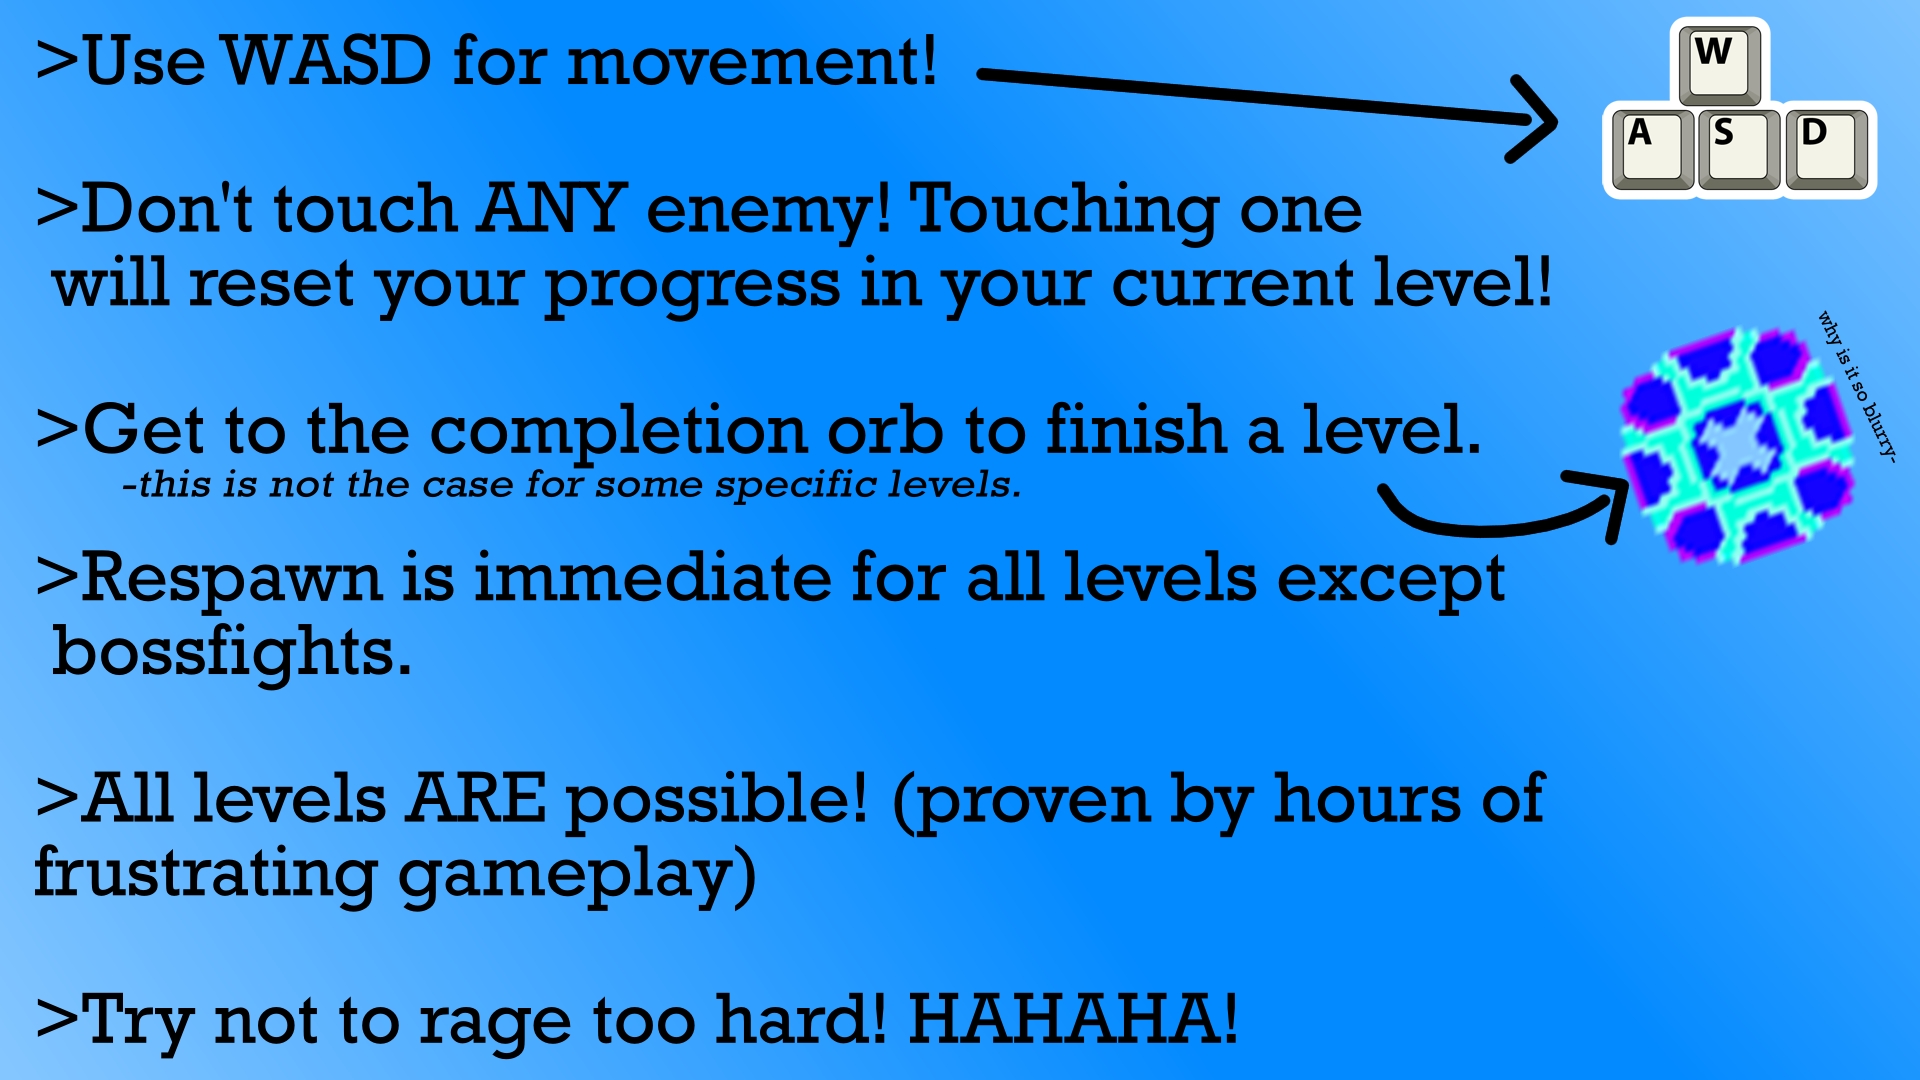 >Use WASD for movement!
W
A S D
>Don't touch ANY enemy! Touching one
will reset your progress in your current level!
why is it so blurry-
>Get to the completion orb to finish a level.
-this is not the case for some specific levels.
>Respawn is immediate for all levels except
bossfights.
>All levels ARE possible! (proven by hours of
frustrating gameplay)
>Try not to rage too hard! HAHAHA!